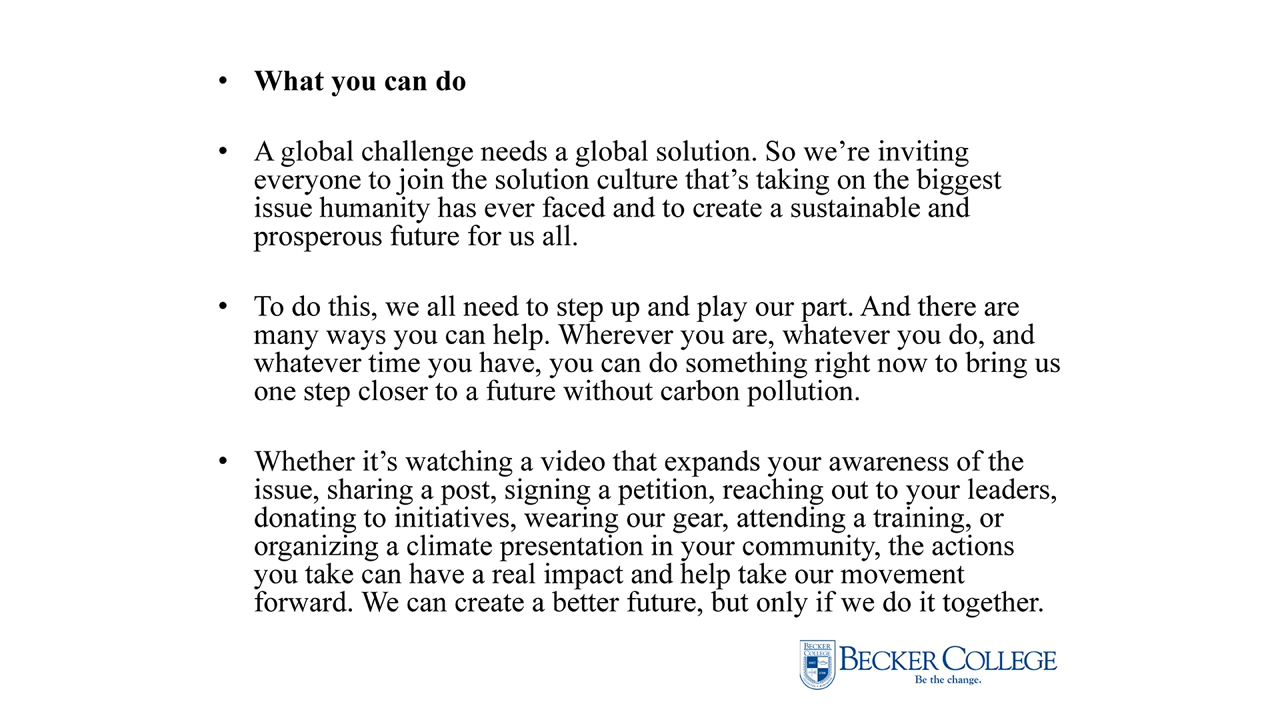 • What you can do
• A global challenge needs a global solution. So we’re inviting
everyone to join the solution culture that’s taking on the biggest
issue humanity has ever faced and to create a sustainable and
prosperous future for us all.
• To do this, we all need to step up and play our part. And there are
many ways you can help. Wherever you are, whatever you do, and
whatever time you have, you can do something right now to bring us
one step closer to a future without carbon pollution.
• Whether it’s watching a video that expands your awareness of the
issue, sharing a post, signing a petition, reaching out to your leaders,
donating to initiatives, wearing our gear, attending a training, or
organizing a climate presentation in your community, the actions
you take can have a real impact and help take our movement
forward. We can create a better future, but only if we do it together.
BECKER
COLLEGE
BECKER COLLEGE
Be the change.